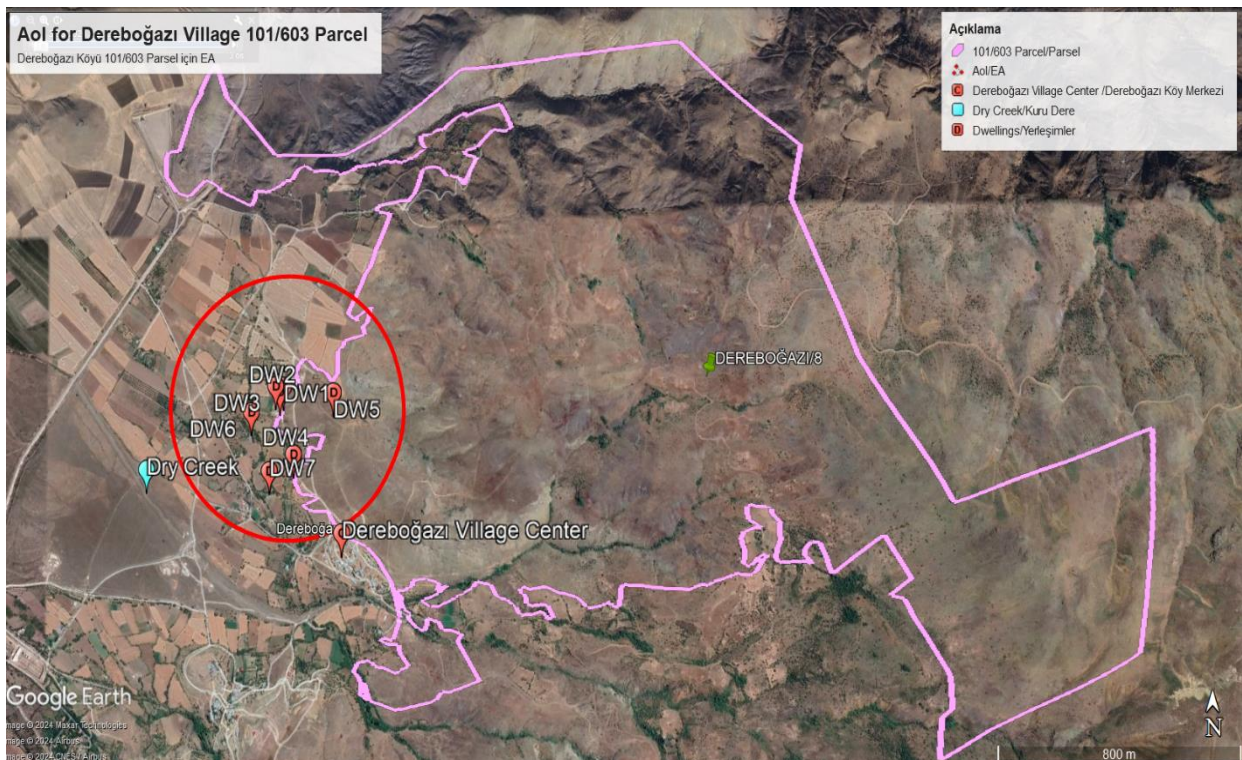 AoI for Dereboğazı Village 101/603 Parcel
Dereboğazı Köyü 101/603 Parsel için EA
Açıklama
101/603 Parcel/Parsel
AoI/EA
C Dereboğazı Village Center /Dereboğazı Köy Merkezi
Dry Creek/Kuru Dere
D Dwellings/Yerleşimler
DEREBOĞAZI/8
DW2
DW1
DW3
DW5
DW6
DW4
DW7
Dry Creek
Dereboğa
Dereboğazı Village Center
Google Earth
mage © 2024 Maxar Technologies
mage © 2024 Airbus
mage © 2024 CNES / Airbus
N
800 m